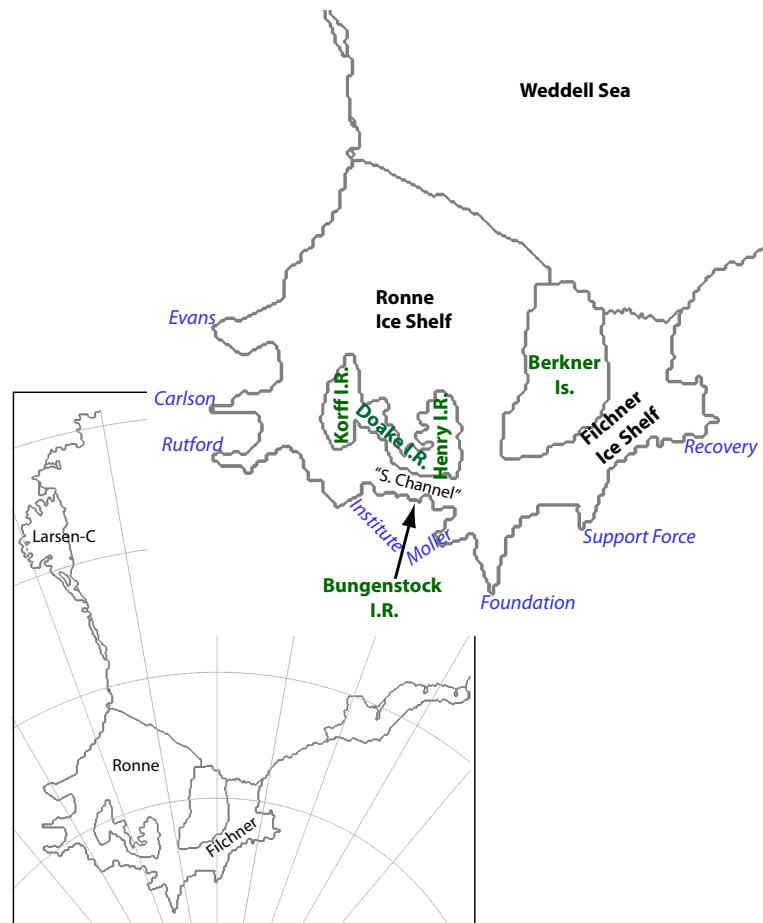 Weddell Sea
Ronne
Ice Shelf
Evans
Berkner
Is.
Korff I.R.
Doake I.R.
Henry I.R.
Carlson
Filchner
Ice Shelf
Rutford
Recovery
"S. Channel"
Institute
Moller
Support Force
Larsen-C
Bungenstock
I.R.
Foundation
Ronne
Filchner